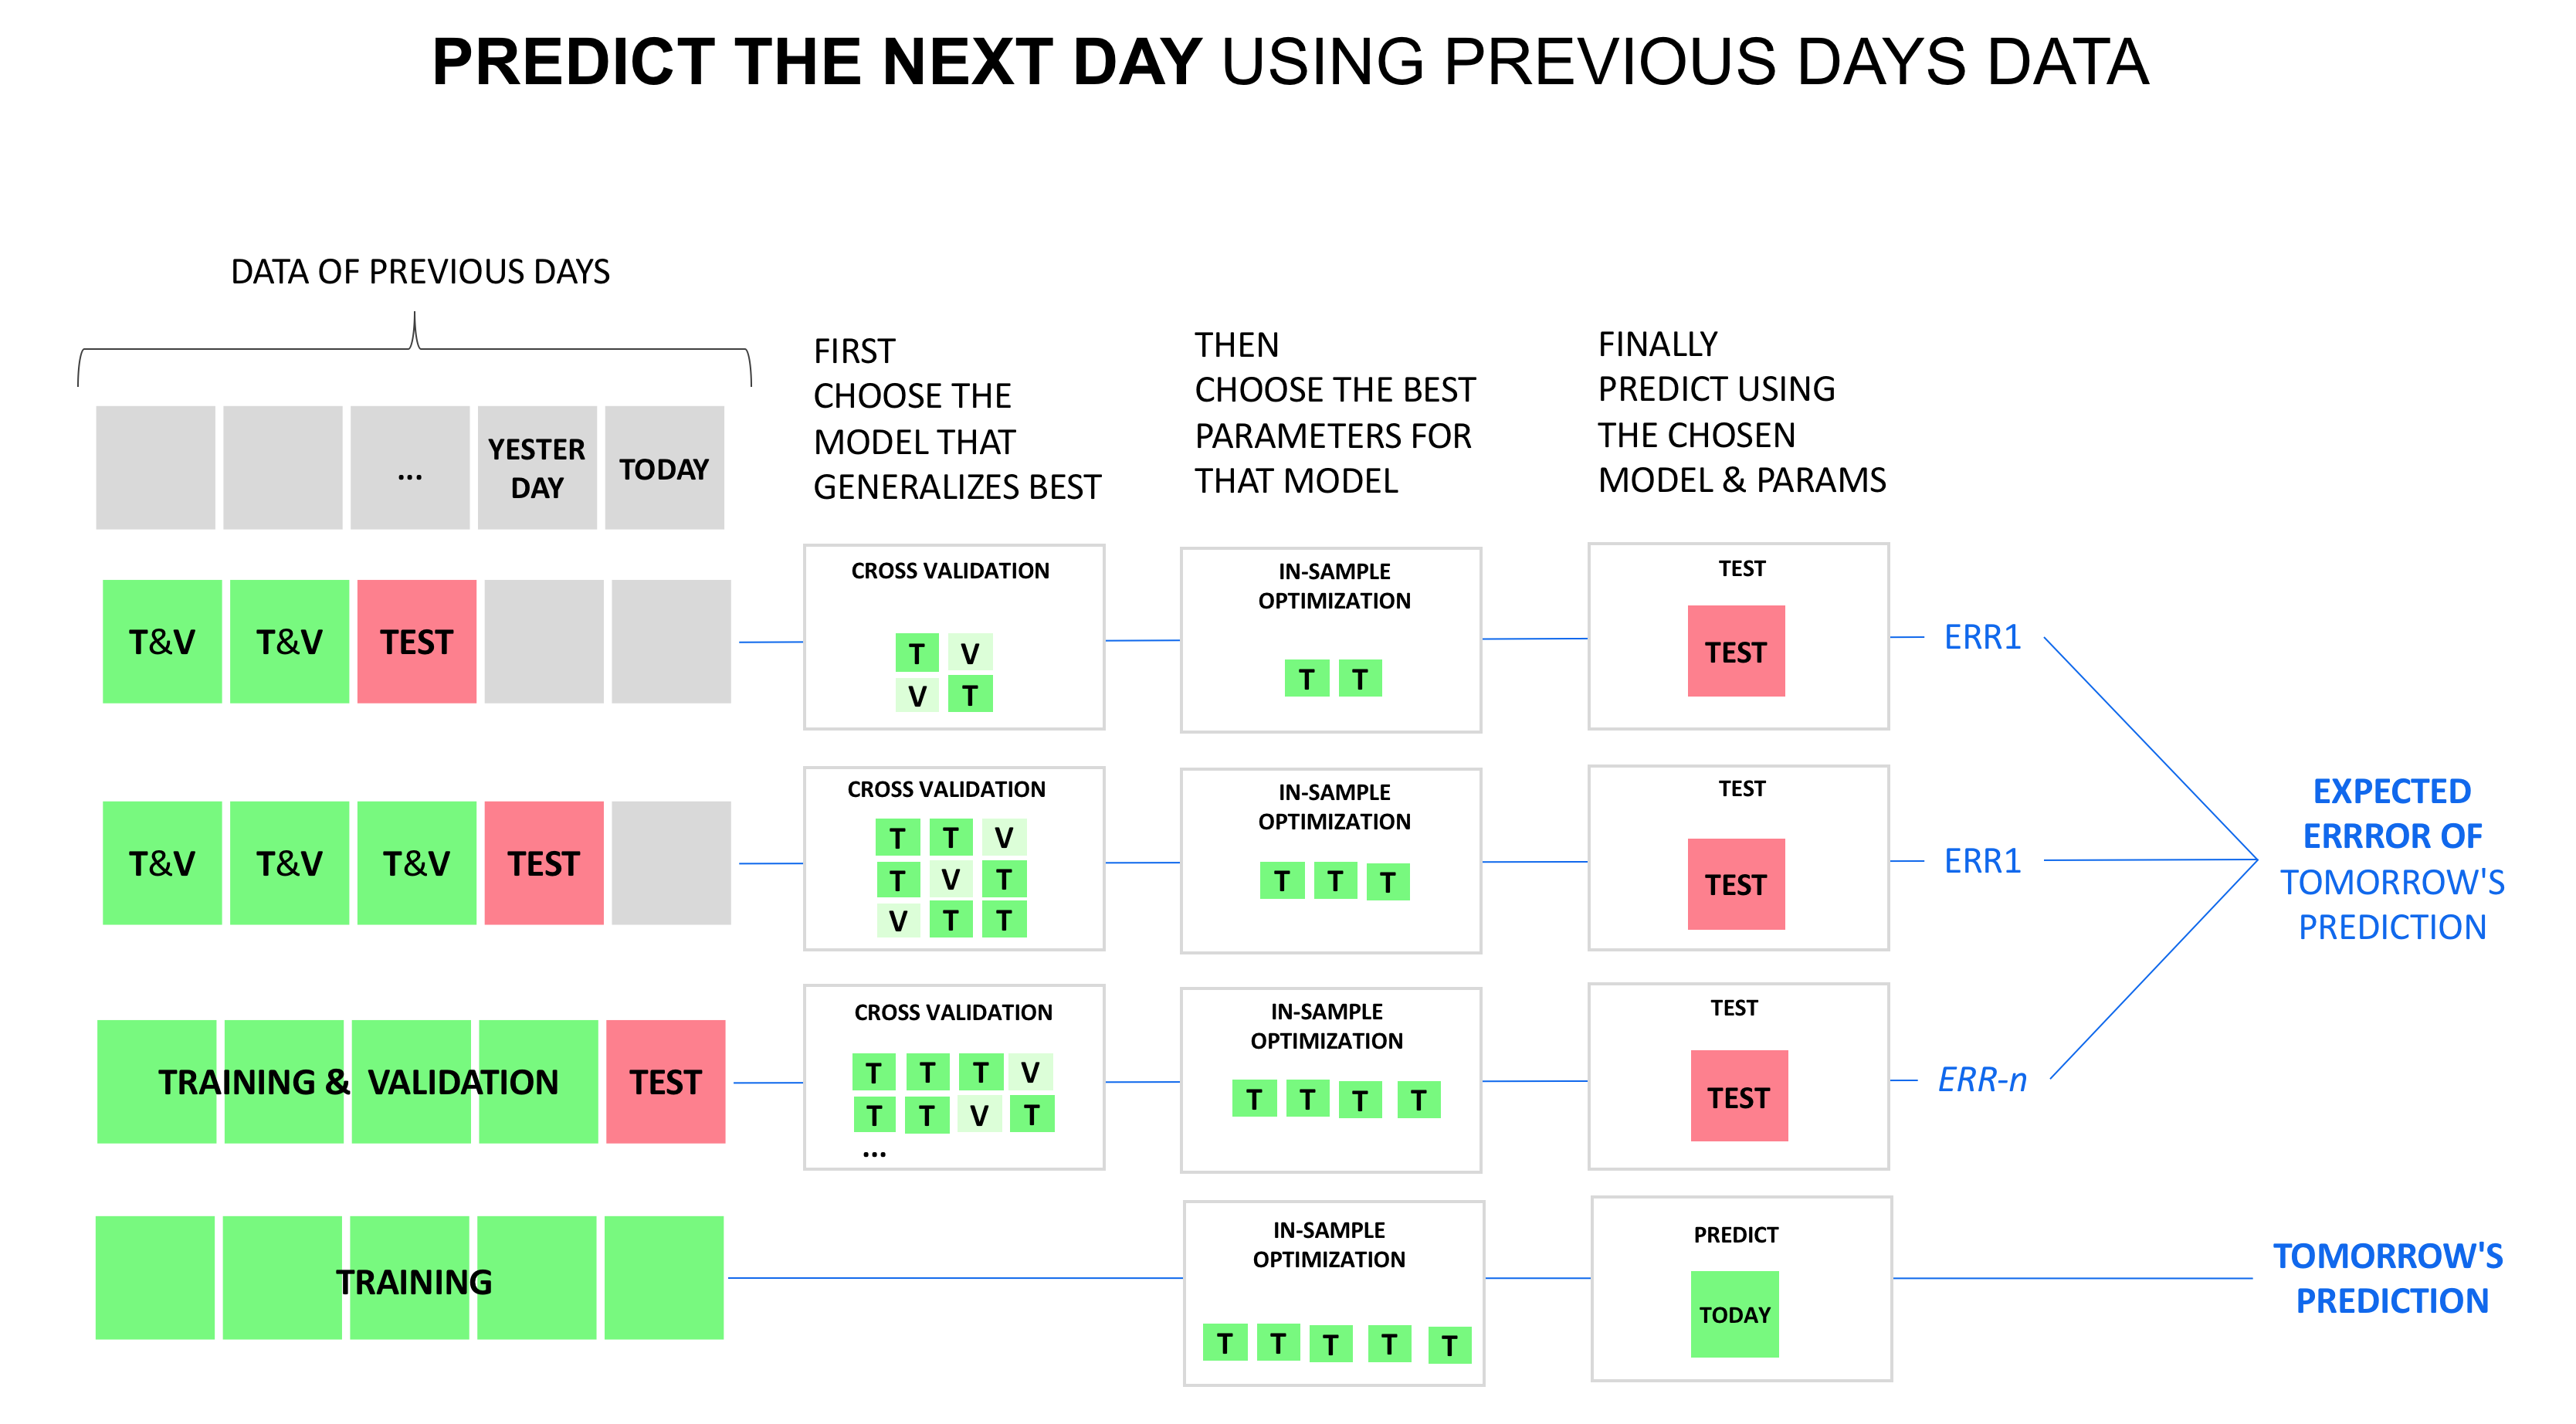 PREDICT THE NEXT DAY USING PREVIOUS DAYS DATA
DATA OF PREVIOUS DAYS
FIRST
CHOOSE THE
MODEL THAT
GENERALIZES BEST
THEN
CHOOSE THE BEST
PARAMETERS FOR
THAT MODEL
FINALLY
PREDICT USING
THE CHOSEN
MODEL & PARAMS
...
YESTER
DAY
TODAY
T&V
T&V
TEST
CROSS VALIDATION
T V
V T
IN-SAMPLE
OPTIMIZATION
T T
TEST
TEST
ERR1
T&V
T&V
T&V
TEST
CROSS VALIDATION
T T V
T V T
V T T
IN-SAMPLE
OPTIMIZATION
T T T
TEST
TEST
ERR1
EXPECTED
ERRROR OF
TOMORROW'S
PREDICTION
TRAINING & VALIDATION
TEST
CROSS VALIDATION
T T T V
T T V T
...
IN-SAMPLE
OPTIMIZATION
T T T T
TEST
TEST
ERR-n
TRAINING
IN-SAMPLE
OPTIMIZATION
T T T T T
PREDICT
TODAY
TOMORROW'S
PREDICTION